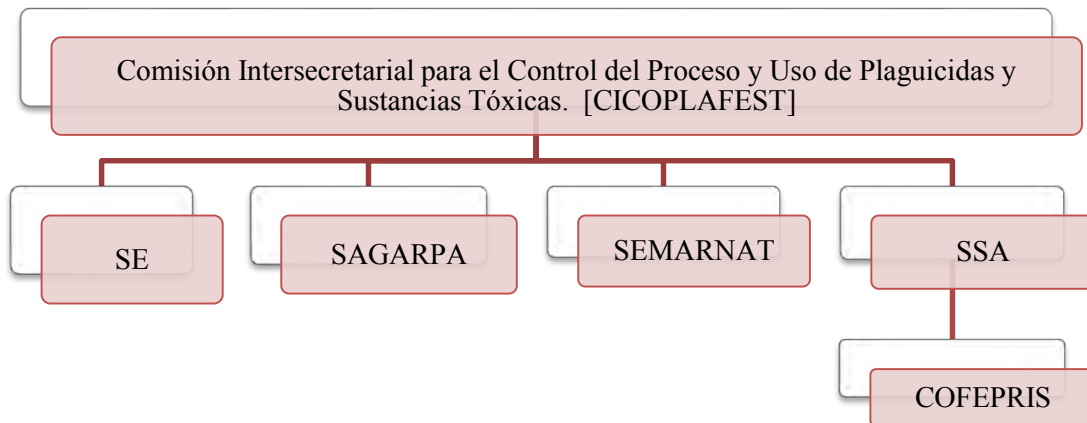 Comisión Intersecretarial para el Control del Proceso y Uso de Plaguicidas y
Sustancias Tóxicas. [CICOPLAFEST]
SE
SAGARPA
SEMARNAT
SSA
COFEPRIS